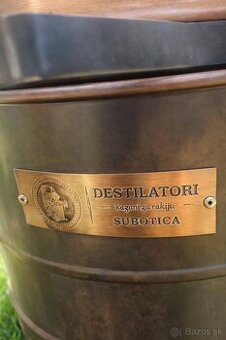 DESTILATORI
kazani za rakiju
SUBOTICA
Bazos.sk